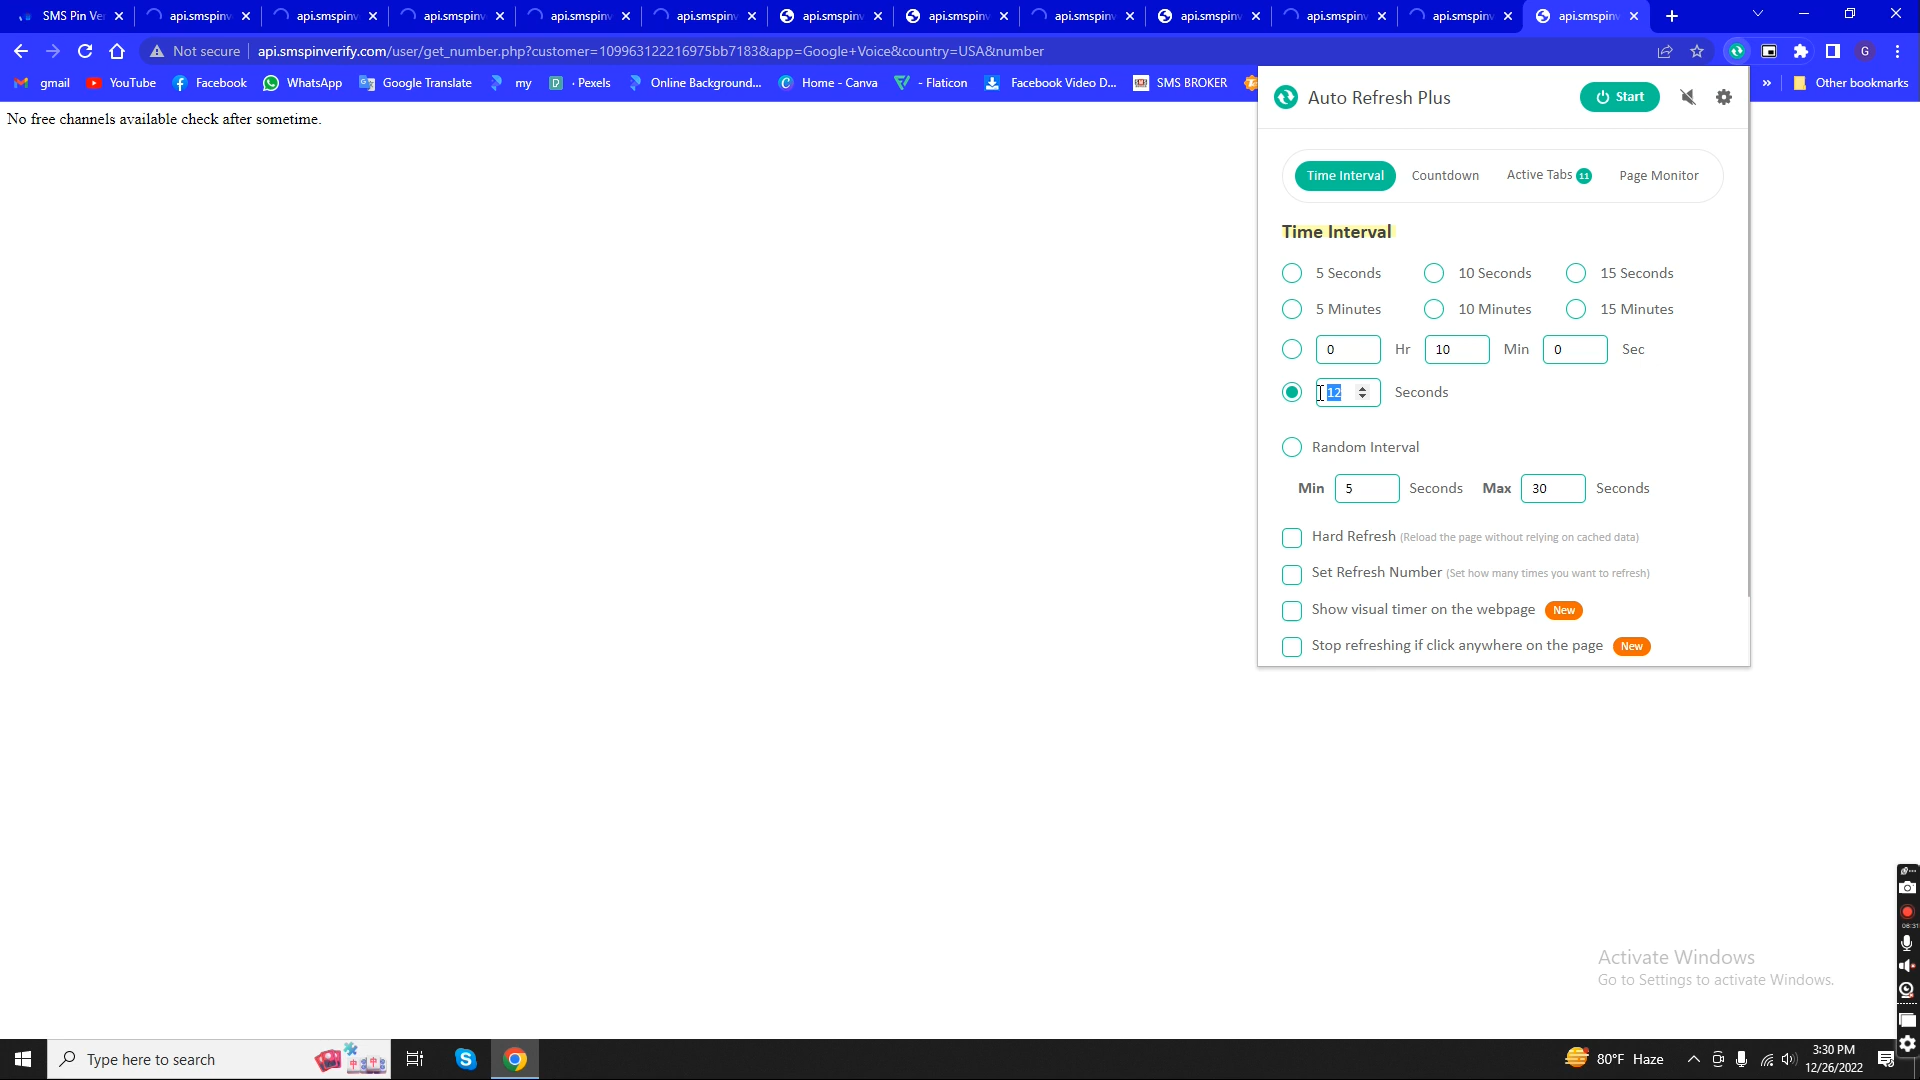 SMS Pin Ve
api.smspinv
api.smspinv
api.smspinv
api.smspinv
api.smspinv
api.smspinv
api.smspinv
api.smspinv
api.smspinv
api.smspinv
api.smspinv
api.smspinv
Not secure api.smspinverify.com/user/get_number.php?customer=109963122216975bb7183&app=Google+Voice&country=USA&number
gmail YouTube Facebook WhatsApp Google Translate my · Pexels Online Background... Home - Canva - Flaticon Facebook Video D... SMS BROKER » Other bookmarks
No free channels available check after sometime.
Auto Refresh Plus Start
Time Interval Countdown Active Tabs 11 Page Monitor
Time Interval
5 Seconds 10 Seconds 15 Seconds
5 Minutes 10 Minutes 15 Minutes
0 Hr 10 Min 0 Sec
12 Seconds
Random Interval
Min 5 Seconds Max 30 Seconds
Hard Refresh (Reload the page without relying on cached data)
Set Refresh Number (Set how many times you want to refresh)
Show visual timer on the webpage New
Stop refreshing if click anywhere on the page New
Activate Windows
Go to Settings to activate Windows.
Type here to search
80°F Haze
3:30 PM
12/26/2022